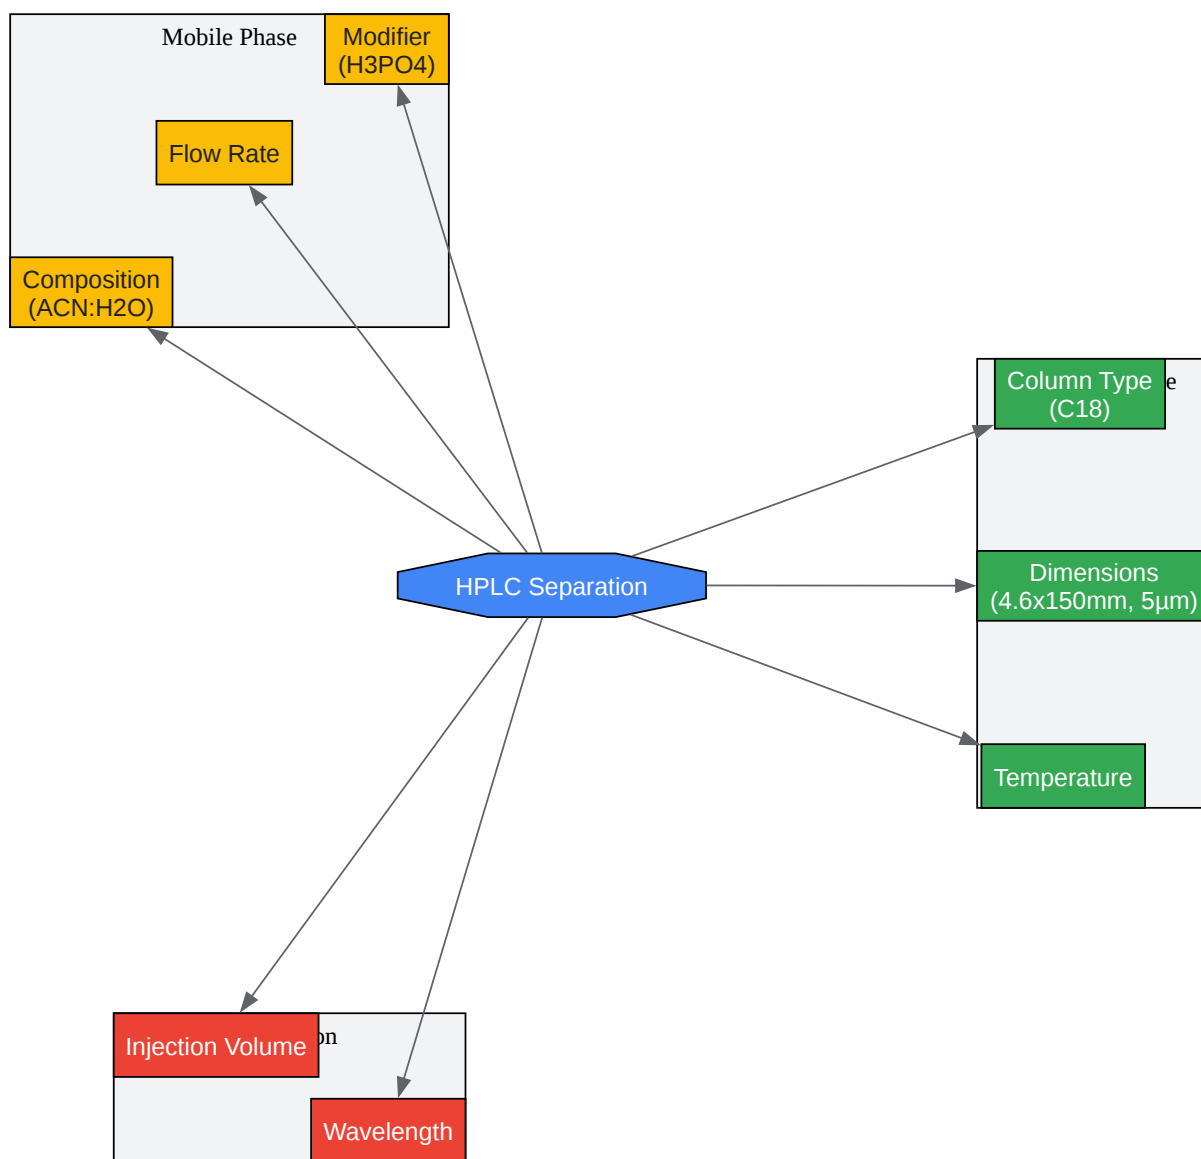 Mobile Phase
Modifier
(H3PO4)
Flow Rate
Composition
(ACN:H2O)
Column Type
(C18)
Dimensions
(4.6x150mm, 5µm)
HPLC Separation
Temperature
Injection Volume
Wavelength